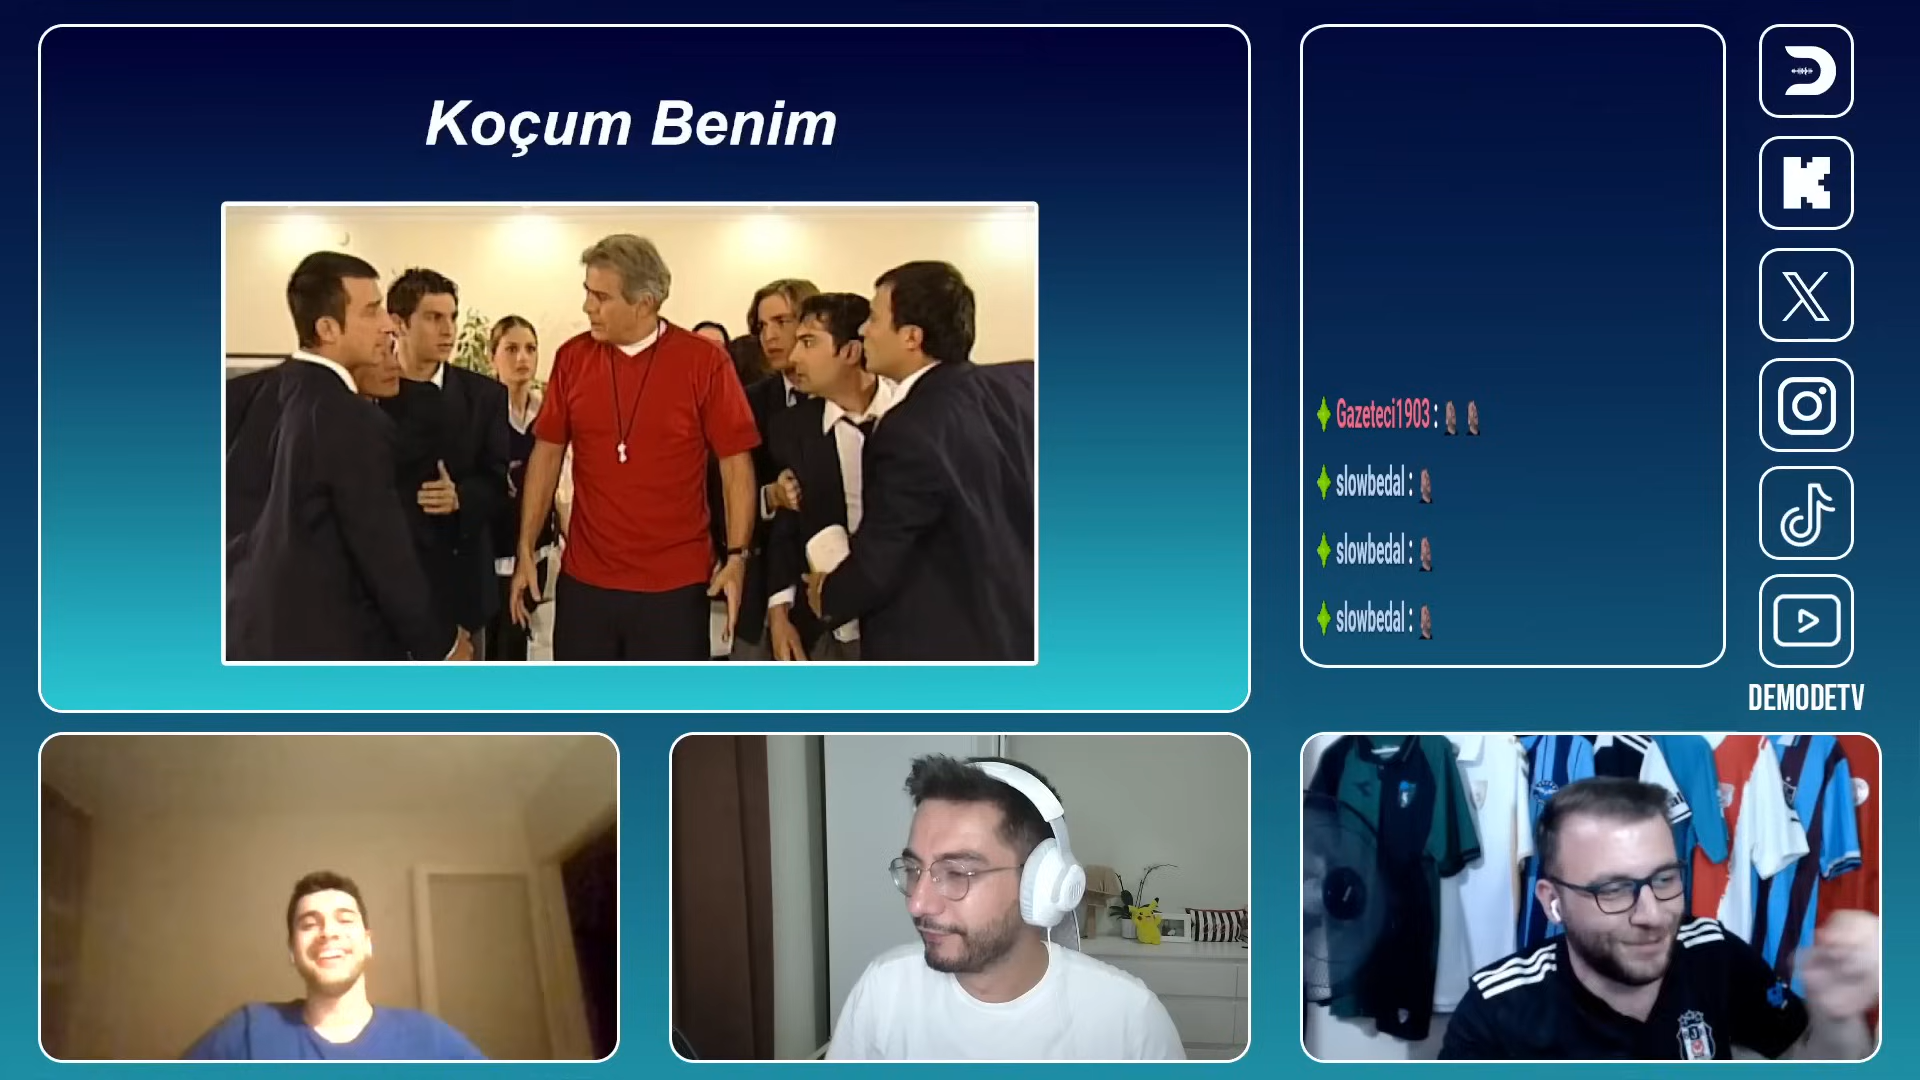 Koçum Benim
Gazeteci1903 :
slowbedal :
slowbedal :
slowbedal :
DEMODETV